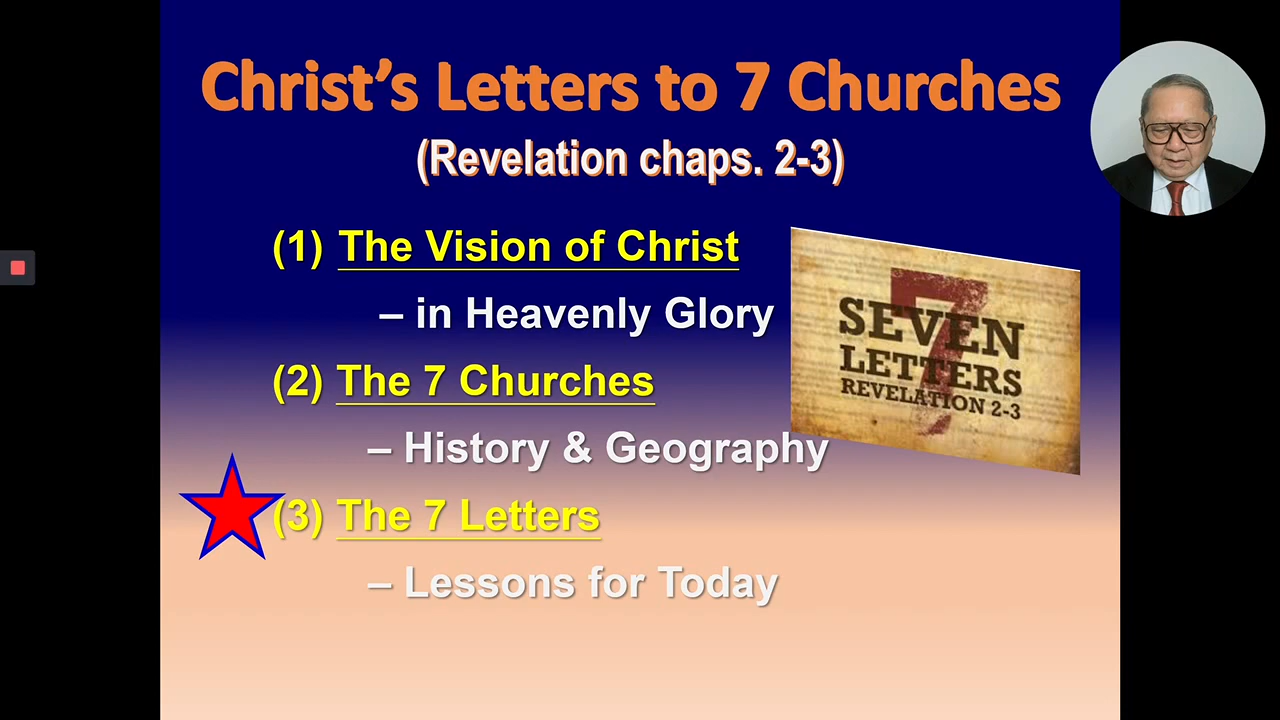 Christ's Letters to 7 Churches
(Revelation chaps. 2-3)
(1) The Vision of Christ
– in Heavenly Glory
(2) The 7 Churches
– History & Geography
(3) The 7 Letters
– Lessons for Today
7
SEVEN
LETTERS
REVELATION 2-3